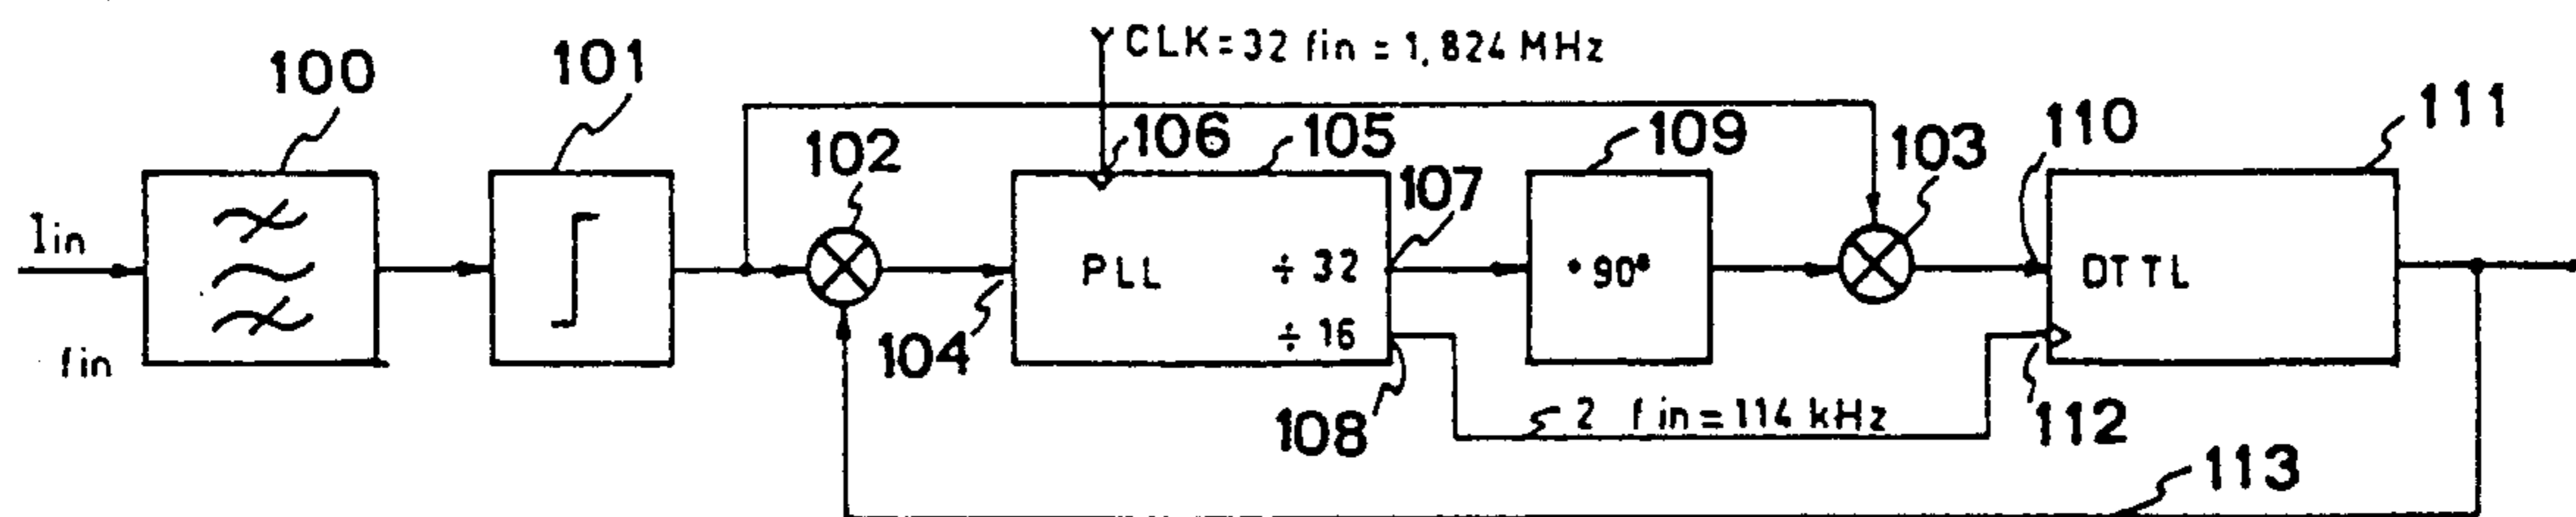 CLK = 32 fin = 1,824 MHz
100
101
102
106
105
109
103
110
111
107
Iin
PLL
÷ 32
+90°
DTTL
fin
104
÷ 16
108
2 fin = 114 kHz
112
113